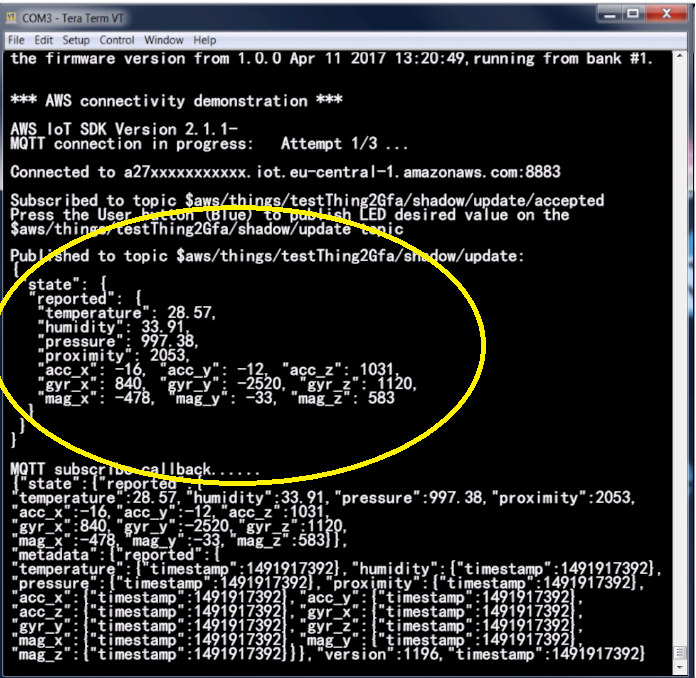 COM3 - Tera Term VT
File Edit Setup Control Window Help
the firmware version from 1.0.0 Apr 11 2017 13:20:49, running from bank #1.
*** AWS connectivity demonstration ***
AWS IoT SDK Version 2.1.1-
MQTT connection in progress:   Attempt 1/3 ...
Connected to a27xxxxxxxxxxx.iot.eu-central-1.amazonaws.com:8883
Subscribed to topic $aws/things/testThing2Gfa/shadow/update/accepted
Press the User button (Blue) to publish LED desired value on the
$aws/things/testThing2Gfa/shadow/update topic
Published to topic $aws/things/testThing2Gfa/shadow/update:
{
"state": {
"reported": {
"temperature": 28.57,
"humidity": 33.91,
"pressure": 997.38,
"proximity": 2053,
"acc_x": -16, "acc_y": -12, "acc_z": 1031,
"gyr_x": 840, "gyr_y": -2520, "gyr_z": 1120,
"mag_x": -478, "mag_y": -33, "mag_z": 583
}
}
}
MQTT subscribe callback......
{"state":{"reported":{
"temperature":28.57,"humidity":33.91,"pressure":997.38,"proximity":2053,
"acc_x":-16,"acc_y":-12,"acc_z":1031,
"gyr_x":840,"gyr_y":-2520,"gyr_z":1120,
"mag_x":-478,"mag_y":-33,"mag_z":583}},
"metadata":{"reported":{
"temperature":{"timestamp":1491917392},"humidity":{"timestamp":1491917392},
"pressure":{"timestamp":1491917392},"proximity":{"timestamp":1491917392},
"acc_x":{"timestamp":1491917392},"acc_y":{"timestamp":1491917392},
"acc_z":{"timestamp":1491917392},"gyr_x":{"timestamp":1491917392},
"gyr_y":{"timestamp":1491917392},"gyr_z":{"timestamp":1491917392},
"mag_x":{"timestamp":1491917392},"mag_y":{"timestamp":1491917392},
"mag_z":{"timestamp":1491917392}}},"version":1196,"timestamp":1491917392}